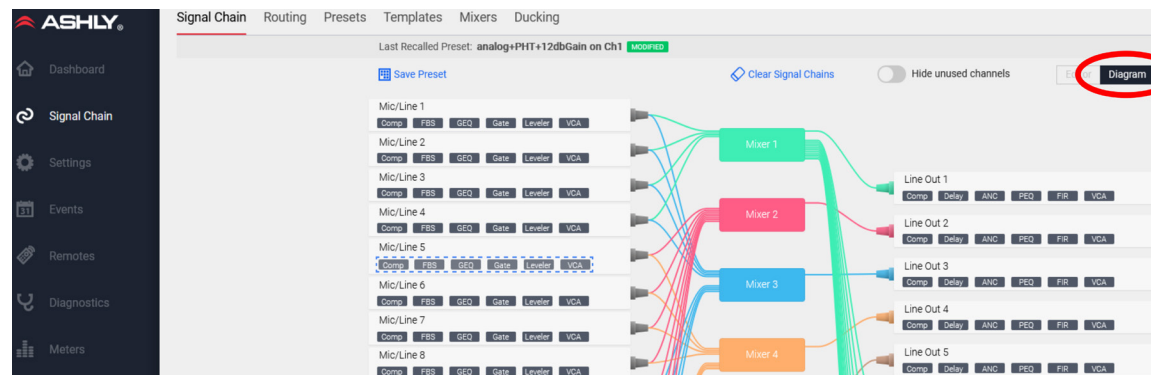 ASHLY®
Signal Chain Routing Presets Templates Mixers Ducking
Last Recalled Preset: analog+PHT+12dbGain on Ch1 MODIFIED
Save Preset Clear Signal Chains Hide unused channels Diagram
Dashboard
Signal Chain
Settings
31 Events
Remotes
Diagnostics
Meters
Mic/Line 1
Comp FBS GEQ Gate Leveler VCA
Mic/Line 2
Comp FBS GEQ Gate Leveler VCA
Mic/Line 3
Comp FBS GEQ Gate Leveler VCA
Mic/Line 4
Comp FBS GEQ Gate Leveler VCA
Mic/Line 5
Comp FBS GEQ Gate Leveler VCA
Mic/Line 6
Comp FBS GEQ Gate Leveler VCA
Mic/Line 7
Comp FBS GEQ Gate Leveler VCA
Mic/Line 8
Comp FBS GEQ Gate Leveler VCA
Mixer 1
Mixer 2
Mixer 3
Mixer 4
Line Out 1
Comp Delay ANC PEQ FIR VCA
Line Out 2
Comp Delay ANC PEQ FIR VCA
Line Out 3
Comp Delay ANC PEQ FIR VCA
Line Out 4
Comp Delay ANC PEQ FIR VCA
Line Out 5
Comp Delay ANC PEQ FIR VCA